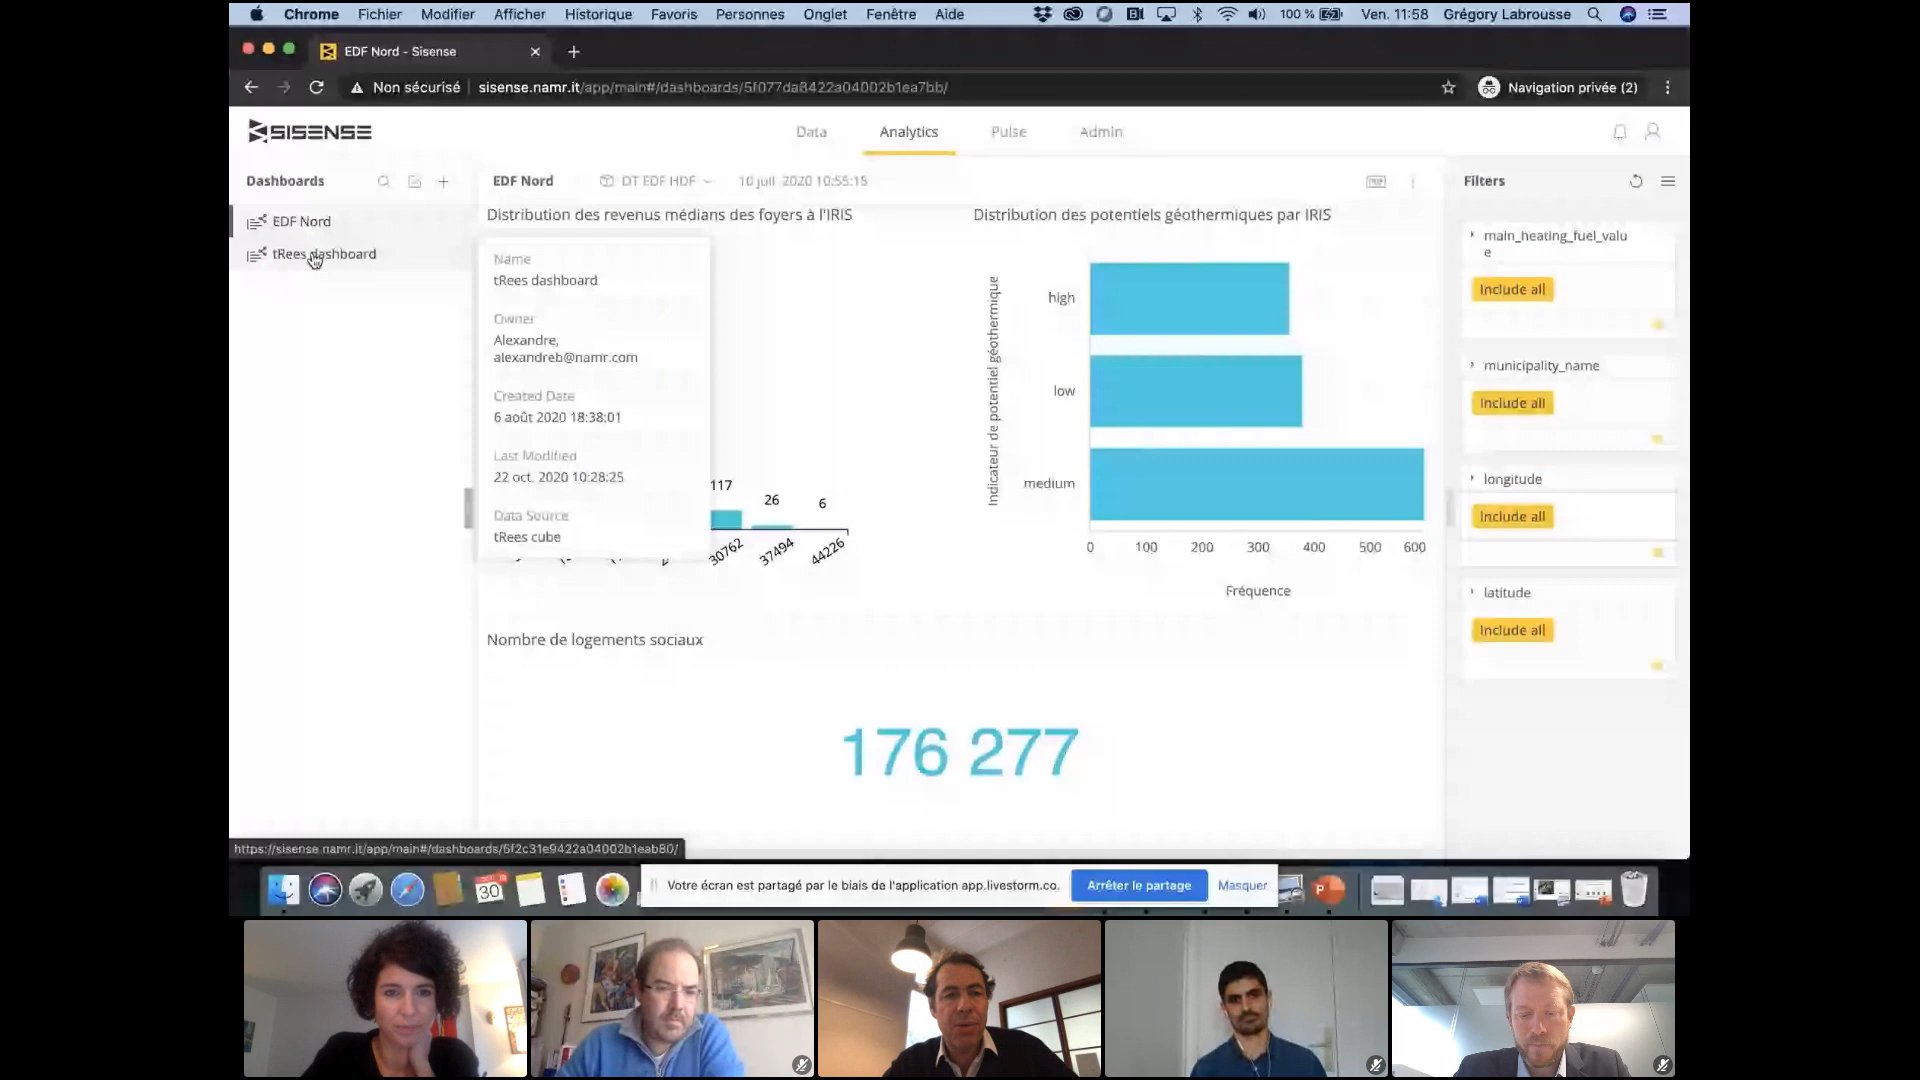 Chrome Fichier Modifier Afficher Historique Favoris Personnes Onglet Fenêtre Aide 100 % Ven. 11:58 Grégory Labrousse
EDF Nord - Sisense
Non sécurisé sisense.namr.it/app/main#/dashboards/5f077da8422a04002b1ea7bb/ Navigation privée (2)
SISENSE Data Analytics Pulse Admin
Dashboards EDF Nord DT EDF HDF 10 juil. 2020 10:55:15 Filters
EDF Nord
tRees dashboard
Distribution des revenus médians des foyers à l'IRIS
Name
tRees dashboard
Owner
Alexandre,
alexandreb@namr.com
Created Date
6 août 2020 18:38:01
Last Modified
22 oct. 2020 10:28:25
Data Source
tRees cube
117 26 6
30762 37494 44226
Distribution des potentiels géothermiques par IRIS
Indicateur de potentiel géothermique
high
low
medium
0 100 200 300 400 500 600
Fréquence
Nombre de logements sociaux
176 277
main_heating_fuel_valu
e
Include all
municipality_name
Include all
longitude
Include all
latitude
Include all
https://sisense.namr.it/app/main#/dashboards/5f2c31e9422a04002b1eab80/
30
Votre écran est partagé par le biais de l'application app.livestorm.co. Arrêter le partage Masquer